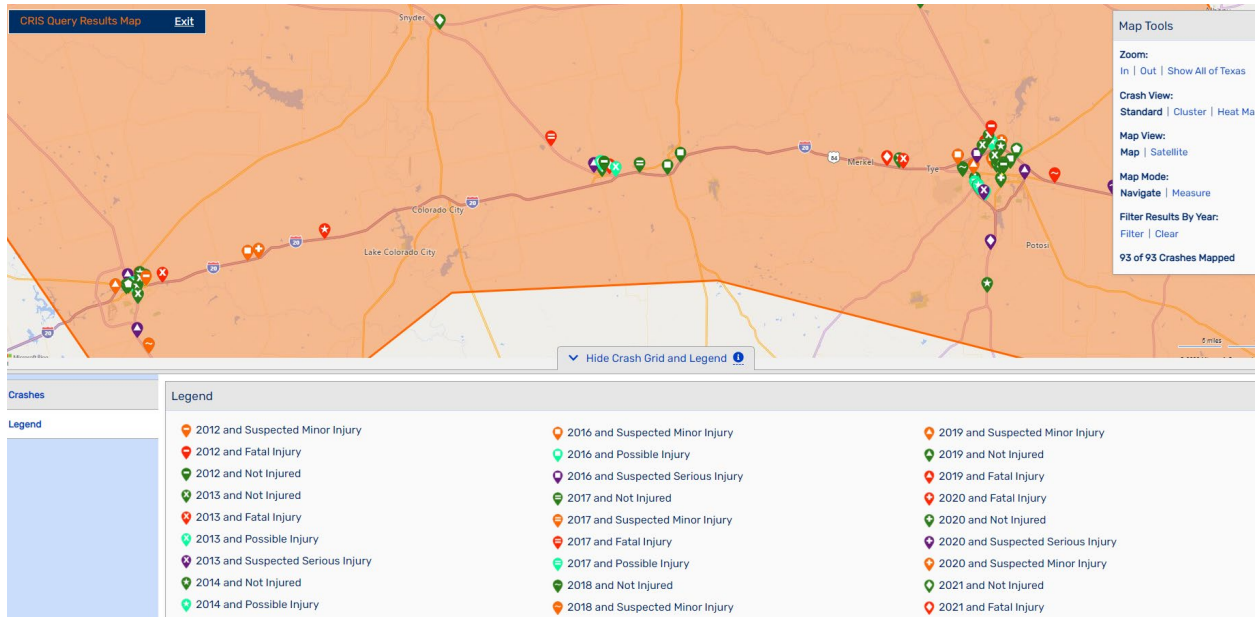 CRIS Query Results Map Exit
Snyder
Map Tools
Zoom:
In | Out | Show All of Texas
Crash View:
Standard | Cluster | Heat Ma
Map View:
Map | Satellite
Map Mode:
Navigate | Measure
Filter Results By Year:
Filter | Clear
93 of 93 Crashes Mapped
20
84
Merkel
Tye
Colorado City
20
Potosi
20
Lake Colorado City
20
20
5 miles
Hide Crash Grid and Legend
Crashes
Legend
Legend
2012 and Suspected Minor Injury
2012 and Fatal Injury
2012 and Not Injured
2013 and Not Injured
2013 and Fatal Injury
2013 and Possible Injury
2013 and Suspected Serious Injury
2014 and Not Injured
2014 and Possible Injury
2016 and Suspected Minor Injury
2016 and Possible Injury
2016 and Suspected Serious Injury
2017 and Not Injured
2017 and Suspected Minor Injury
2017 and Fatal Injury
2017 and Possible Injury
2018 and Not Injured
2018 and Suspected Minor Injury
2019 and Suspected Minor Injury
2019 and Not Injured
2019 and Fatal Injury
2020 and Fatal Injury
2020 and Not Injured
2020 and Suspected Serious Injury
2020 and Suspected Minor Injury
2021 and Not Injured
2021 and Fatal Injury